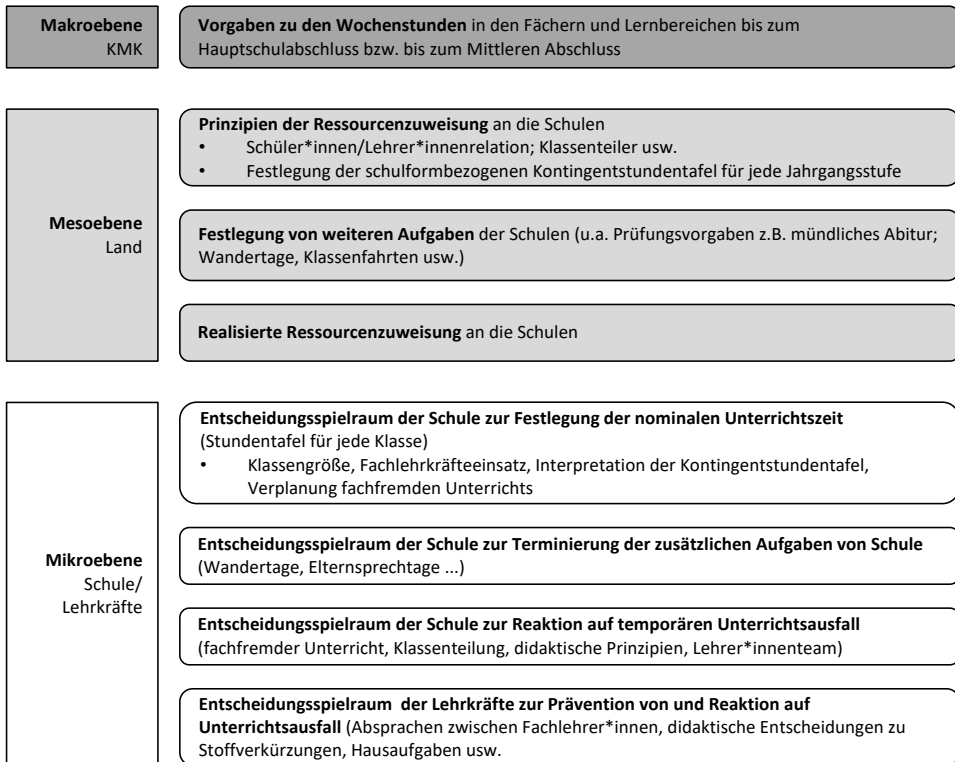 Makroebene
KMK
Vorgaben zu den Wochenstunden in den Fächern und Lernbereichen bis zum
Hauptschulabschluss bzw. bis zum Mittleren Abschluss
Mesoebene
Land
Prinzipien der Ressourcenzuweisung an die Schulen
• Schüler*innen/Lehrer*innenrelation; Klassenteiler usw.
• Festlegung der schulformbezogenen Kontingentstundentafel für jede Jahrgangsstufe
Festlegung von weiteren Aufgaben der Schulen (u.a. Prüfungsvorgaben z.B. mündliches Abitur;
Wandertage, Klassenfahrten usw.)
Realisierte Ressourcenzuweisung an die Schulen
Mikroebene
Schule/
Lehrkräfte
Entscheidungsspielraum der Schule zur Festlegung der nominalen Unterrichtszeit
(Stundentafel für jede Klasse)
• Klassengröße, Fachlehrkräfteeinsatz, Interpretation der Kontingentstundentafel,
Verplanung fachfremden Unterrichts
Entscheidungsspielraum der Schule zur Terminierung der zusätzlichen Aufgaben von Schule
(Wandertage, Elternsprechtage ...)
Entscheidungsspielraum der Schule zur Reaktion auf temporären Unterrichtsausfall
(fachfremder Unterricht, Klassenteilung, didaktische Prinzipien, Lehrer*innenteam)
Entscheidungsspielraum der Lehrkräfte zur Prävention von und Reaktion auf
Unterrichtsausfall (Absprachen zwischen Fachlehrer*innen, didaktische Entscheidungen zu
Stoffverkürzungen, Hausaufgaben usw.